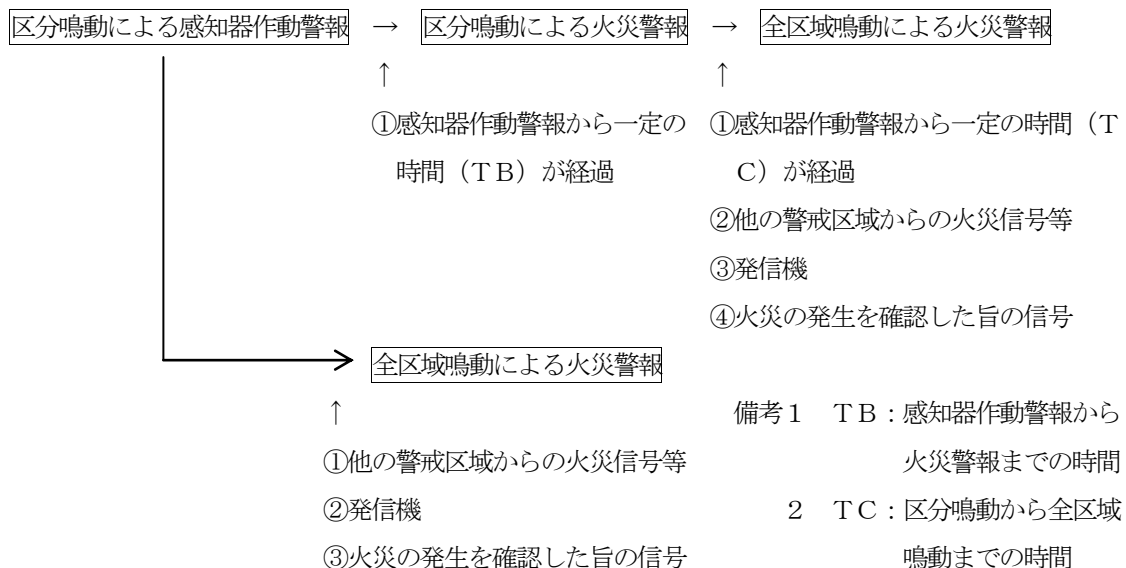 区分鳴動による感知器作動警報 → 区分鳴動による火災警報 → 全区域鳴動による火災警報
↑ ↑
①感知器作動警報から一定の
時間（ＴＢ）が経過
①感知器作動警報から一定の時間（Ｔ
Ｃ）が経過
②他の警戒区域からの火災信号等
③発信機
④火災の発生を確認した旨の信号
全区域鳴動による火災警報
↑
①他の警戒区域からの火災信号等
②発信機
③火災の発生を確認した旨の信号
備考１　ＴＢ：感知器作動警報から
火災警報までの時間
２　ＴＣ：区分鳴動から全区域
鳴動までの時間